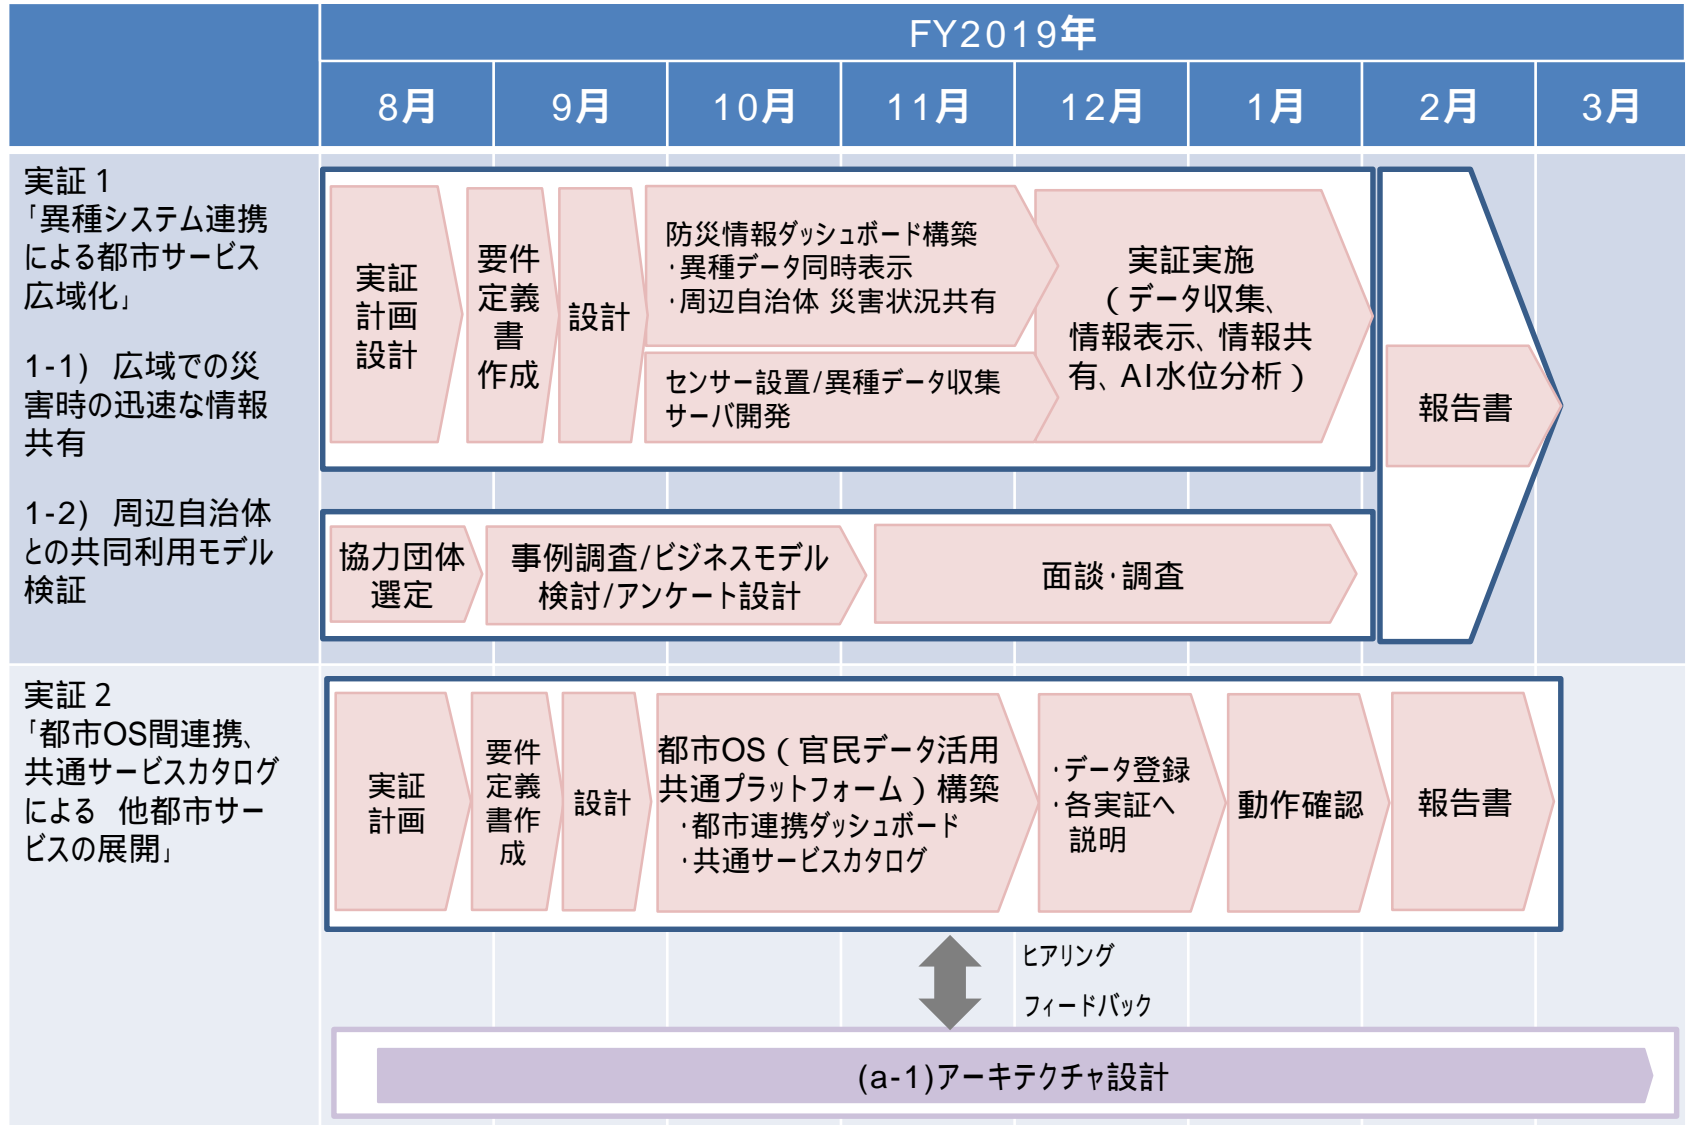 FY2019年
8月 9月 10月 11月 12月 1月 2月 3月
実証 1
「異種システム連携
による都市サービス
広域化」
1-1) 広域での災
害時の迅速な情報
共有
1-2) 周辺自治体
との共同利用モデル
検証
実証
計画
設計
要件
定義
書
作成
設計
防災情報ダッシュボード構築
・異種データ同時表示
・周辺自治体 災害状況共有
センサー設置/異種データ収集
サーバ開発
実証実施
(データ収集、
情報表示、情報共
有、AI水位分析)
報告書
協力団体
選定
事例調査/ビジネスモデル
検討/アンケート設計
面談・調査
実証 2
「都市OS間連携、
共通サービスカタログ
による 他都市サー
ビスの展開」
実証
計画
要件
定義
書作
成
設計
都市OS(官民データ活用
共通プラットフォーム)構築
・都市連携ダッシュボード
・共通サービスカタログ
・データ登録
・各実証へ
説明
動作確認
報告書
ヒアリング
フィードバック
(a-1)アーキテクチャ設計